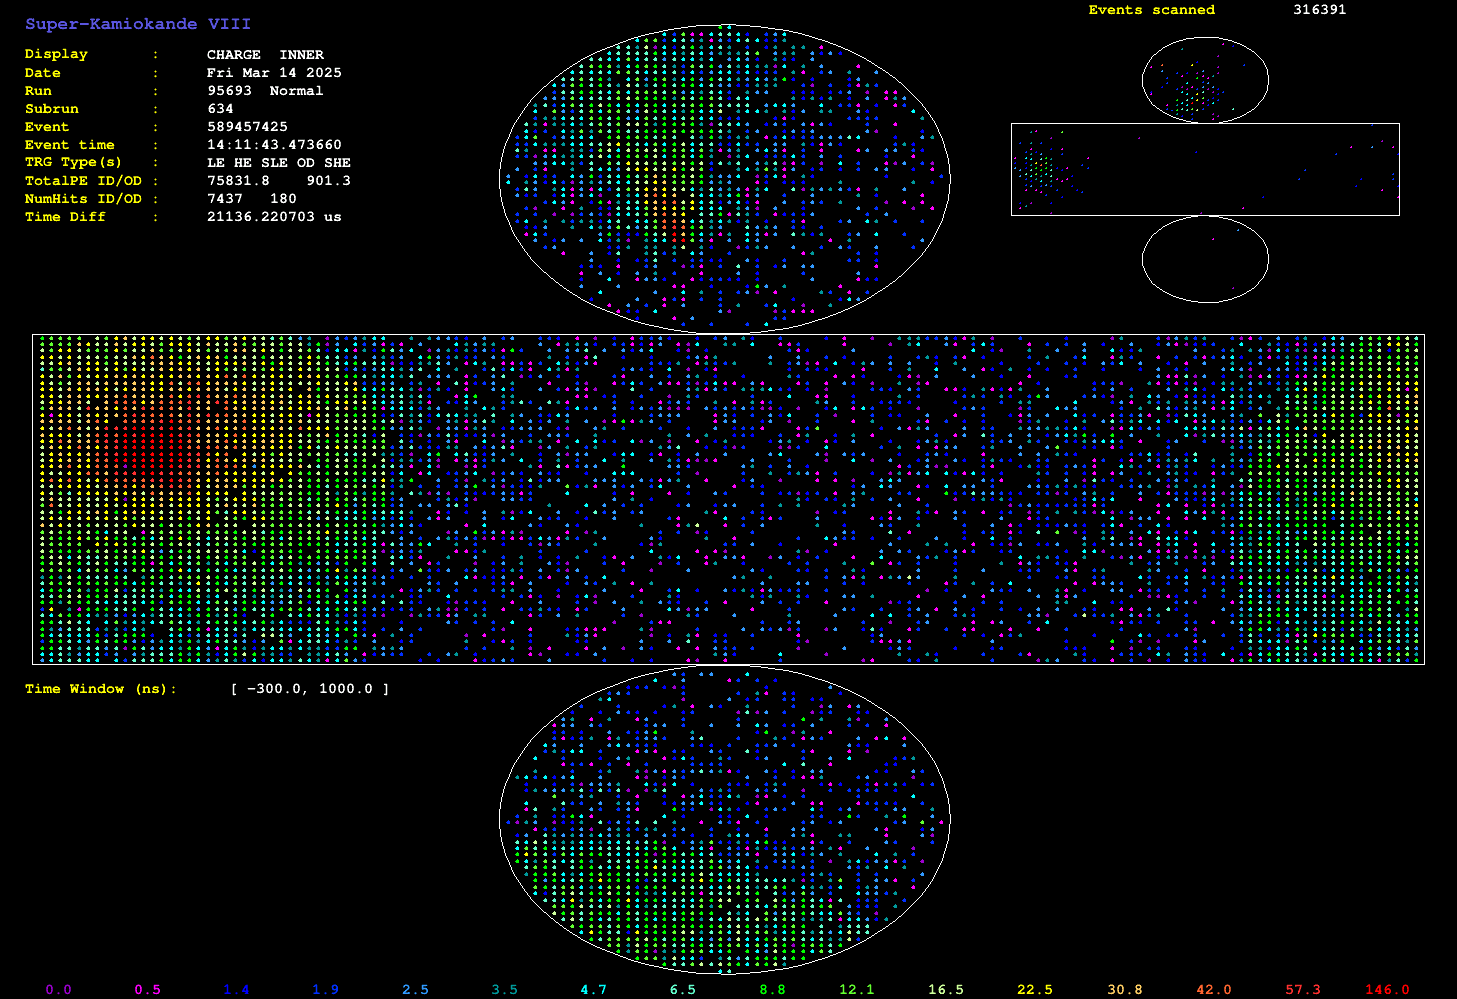 Super-Kamiokande VIII
Events scanned 316391
Display : CHARGE INNER
Date : Fri Mar 14 2025
Run : 95693 Normal
Subrun : 634
Event : 589457425
Event time : 14:11:43.473660
TRG Type(s) : LE HE SLE OD SHE
TotalPE ID/OD : 75831.8 901.3
NumHits ID/OD : 7437 180
Time Diff : 21136.220703 us
Time Window (ns): [ -300.0, 1000.0 ]
0.0 0.5 1.4 1.9 2.5 3.5 4.7 6.5 8.8 12.1 16.5 22.5 30.8 42.0 57.3 146.0